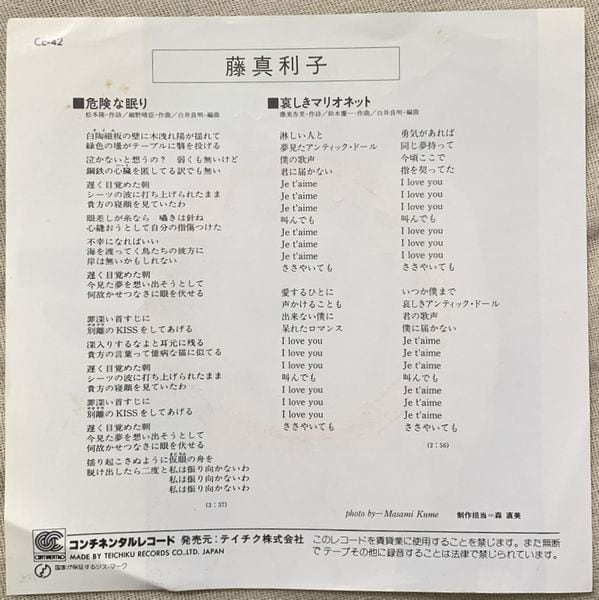 CE-42
藤真利子
■危険な眠り
松本隆・作詩／細野晴臣・作曲／白井良明・編曲
白陶磁板の壁に木洩れ陽が揺れて
緑色の壜がテーブルに翳を投げる
泣かないと想うの？　弱くも無いけど
鋼鉄の心臓を匿してる訳でも無い
遅く目覚めた朝
シーツの波に打ち上げられたまま
貴方の寝顔を見ていたわ
眼差しが糸なら　囁きは針ね
心縫おうとして自分の指傷つけた
不幸になればいい
海を渡ってく鳥たちの彼方に
岸は無いかもしれない
遅く目覚めた朝
今見た夢を想い出そうとして
何故かせつなさに眼を伏せる
罪深い首すじに
別離のKISSをしてあげる
深入りするなよと耳元に残る
貴方の言葉って憶病な猫に似てる
遅く目覚めた朝
シーツの波に打ち上げられたまま
貴方の寝顔を見ていたわ
罪深い首すじに
別離のKISSをしてあげる
遅く目覚めた朝
今見た夢を想い出そうとして
何故かせつなさに眼を伏せる
揺り起こさぬように仮眠の舟を
脱け出したら二度と私は振り向かないわ
私は振り向かないわ
私は振り向かないわ
(3:37)
■哀しきマリオネット
微美杏里・作詩／鈴木慶一・作曲／白井良明・編曲
淋しい人と
夢見たアンティック・ドール
僕の歌声
君に届かない
Je t'aime
Je t'aime
Je t'aime
叫んでも
Je t'aime
Je t'aime
Je t'aime
ささやいても
愛するひとに
声かけることも
出来ない僕に
呆れたロマンス
I love you
I love you
I love you
叫んでも
I love you
I love you
I love you
ささやいても
勇気があれば
同じ夢持って
今頃ここで
指を契ってた
I love you
I love you
I love you
叫んでも
I love you
I love you
I love you
ささやいても
いつか僕まで
哀しきアンティック・ドール
君の歌声
僕に届かない
Je t'aime
Je t'aime
Je t'aime
叫んでも
Je t'aime
Je t'aime
Je t'aime
ささやいても
(2:56)
photo by—Masami Kume
制作担当＝森 直美
CONTINENTAL
コンチネンタルレコード 発売元：テイチク株式会社
MADE BY TEICHIKU RECORDS CO.,LTD. JAPAN
国家が保証するジス・マーク
このレコードを賃貸業に使用することを禁じます。また無断
でテープその他に録音することは法律で禁じられています。